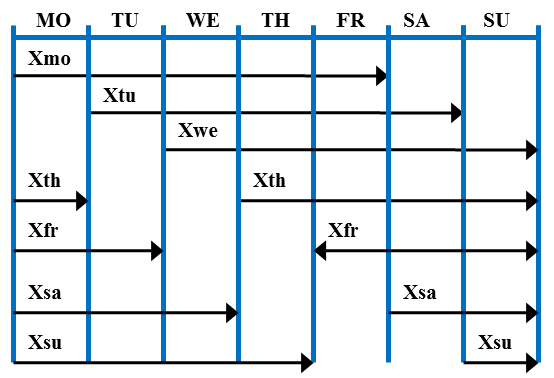 MO TU WE TH FR SA SU
Xmo
Xtu
Xwe
Xth Xth
Xfr Xfr
Xsa Xsa
Xsu Xsu